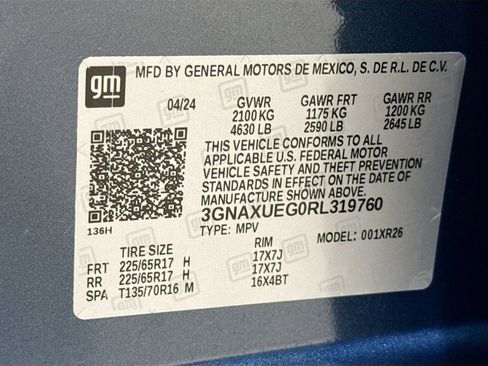 gm
MFD BY GENERAL MOTORS DE MEXICO, S. DE R.L. DE C.V.
04/24 GVWR GAWR FRT GAWR RR
2100 KG 1175 KG 1200 KG
4630 LB 2590 LB 2645 LB
THIS VEHICLE CONFORMS TO ALL
APPLICABLE U.S. FEDERAL MOTOR
VEHICLE SAFETY AND THEFT PREVENTION
STANDARDS IN EFFECT ON THE DATE OF
MANUFACTURE SHOWN ABOVE.
3GNAXUEG0RL319760
136H TYPE: MPV MODEL: 001XR26
TIRE SIZE RIM
FRT 225/65R17 H 17X7J
RR 225/65R17 H 17X7J
SPA T135/70R16 M 16X4BT